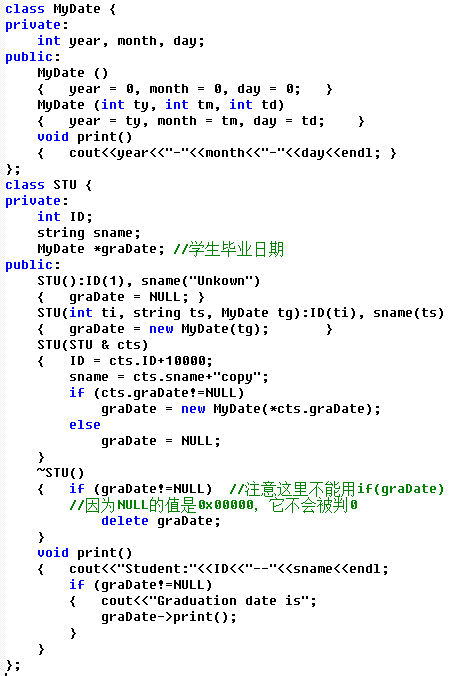 class MyDate {
private:
    int year, month, day;
public:
    MyDate ()
    {   year = 0, month = 0, day = 0;   }
    MyDate (int ty, int tm, int td)
    {   year = ty, month = tm, day = td;    }
    void print()
    {   cout<<year<<"-"<<month<<"-"<<day<<endl; }
};
class STU {
private:
    int ID;
    string sname;
    MyDate *graDate; //学生毕业日期
public:
    STU():ID(1), sname("Unkown")
    {   graDate = NULL; }
    STU(int ti, string ts, MyDate tg):ID(ti), sname(ts)
    {   graDate = new MyDate(tg);       }
    STU(STU & cts)
    {   ID = cts.ID+10000;
        sname = cts.sname+"copy";
        if (cts.graDate!=NULL)
            graDate = new MyDate(*cts.graDate);
        else
            graDate = NULL;
    }
    ~STU()
    {   if (graDate!=NULL)  //注意这里不能用if(graDate)
        //因为NULL的值是0x00000，它不会被判0
            delete graDate;
    }
    void print()
    {   cout<<"Student:"<<ID<<"--"<<sname<<endl;
        if (graDate!=NULL)
        {   cout<<"Graduation date is";
            graDate->print();
        }
    }
};